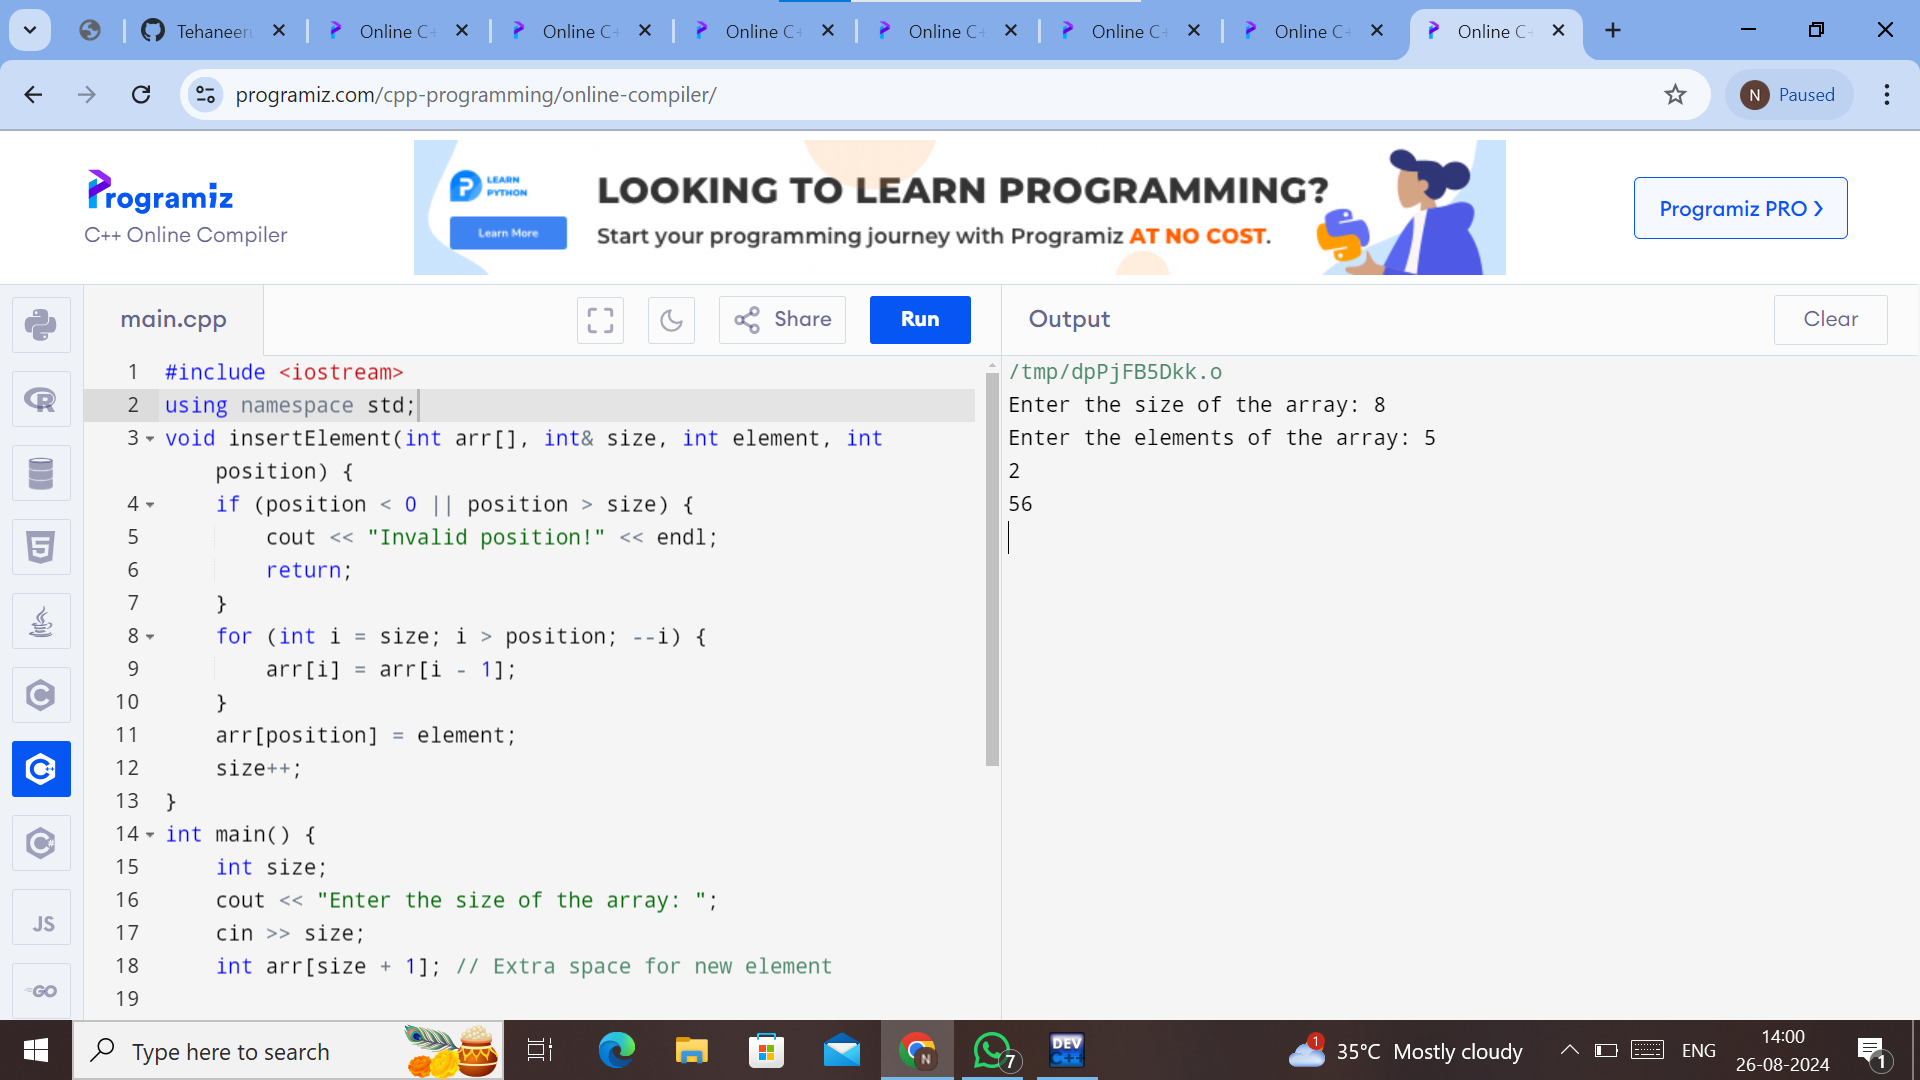 Tehaneer
Online C
Online C
Online C
Online C
Online C
Online C
Online C
programiz.com/cpp-programming/online-compiler/
N
Paused
Programiz
C++ Online Compiler
LEARN
PYTHON
Learn More
LOOKING TO LEARN PROGRAMMING?
Start your programming journey with Programiz AT NO COST.
Programiz PRO
main.cpp
Share
Run
Output
Clear
1 #include <iostream>
2 using namespace std;
3 void insertElement(int arr[], int& size, int element, int
position) {
4 if (position < 0 || position > size) {
5 cout << "Invalid position!" << endl;
6 return;
7 }
8 for (int i = size; i > position; --i) {
9 arr[i] = arr[i - 1];
10 }
11 arr[position] = element;
12 size++;
13 }
14 int main() {
15 int size;
16 cout << "Enter the size of the array: ";
17 cin >> size;
18 int arr[size + 1]; // Extra space for new element
19
/tmp/dpPjFB5Dkk.o
Enter the size of the array: 8
Enter the elements of the array: 5
2
56
R
5
C
C++
C#
JS
GO
Type here to search
N
7
DEV
C++
1
35°C Mostly cloudy
ENG
14:00
26-08-2024
1